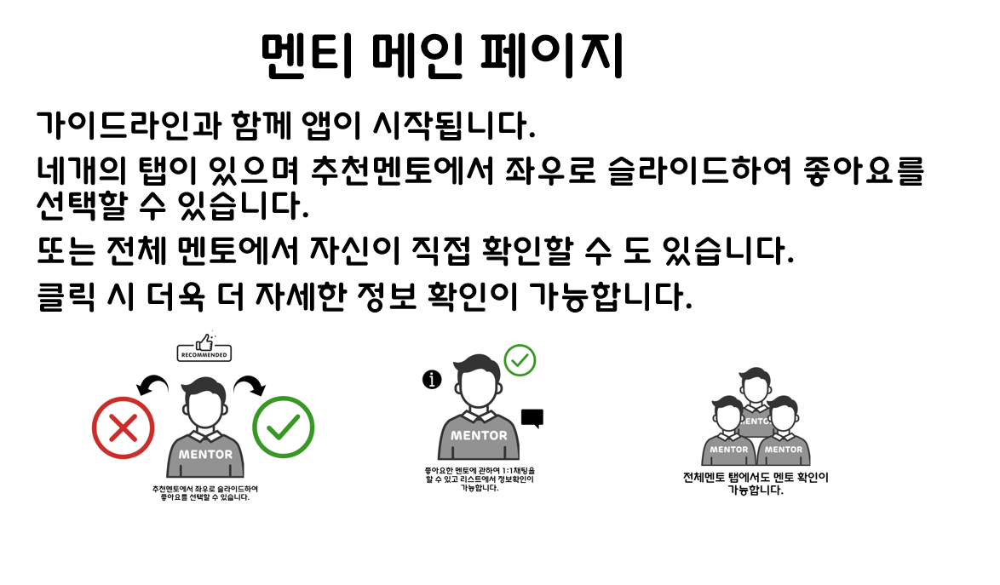 멘티 메인 페이지
가이드라인과 함께 앱이 시작됩니다.
네개의 탭이 있으며 추천멘토에서 좌우로 슬라이드하여 좋아요를
선택할 수 있습니다.
또는 전체 멘토에서 자신이 직접 확인할 수 도 있습니다.
클릭 시 더욱 더 자세한 정보 확인이 가능합니다.
RECOMMENDED
MENTOR
추천멘토에서 좌우로 슬라이드하여
좋아요를 선택할 수 있습니다.
i
MENTOR
좋아요한 멘토에 관하여 1:1채팅을
할 수 있고 리스트에서 정보확인이
가능합니다.
MENTOR
MENTOR
MENTOR
전체멘토 탭에서도 멘토 확인이
가능합니다.